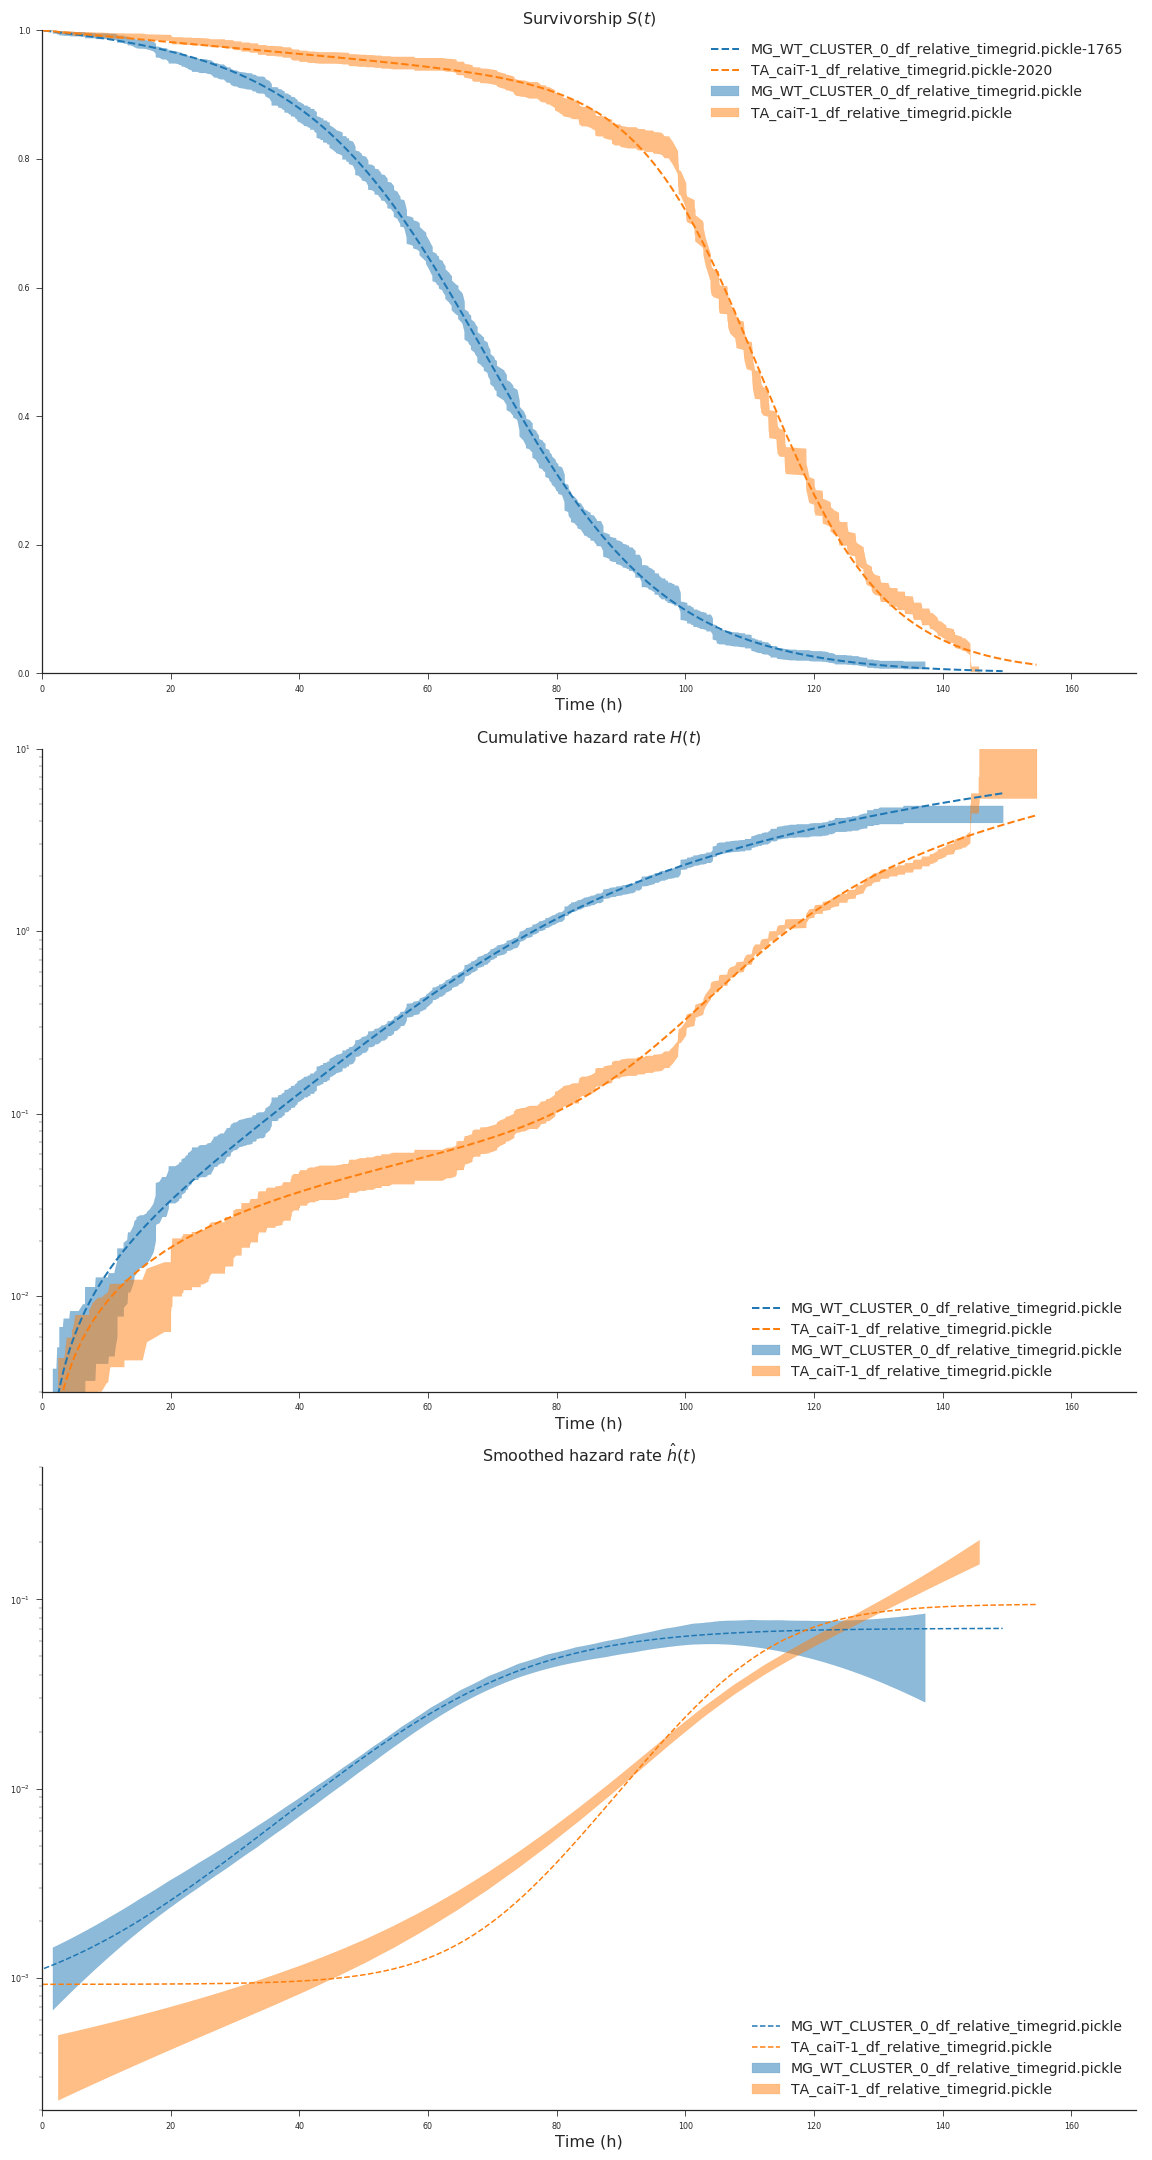 Survivorship S(t)
1.0
0.8
0.6
0.4
0.2
0.0
MG_WT_CLUSTER_0_df_relative_timegrid.pickle-1765
TA_caiT-1_df_relative_timegrid.pickle-2020
MG_WT_CLUSTER_0_df_relative_timegrid.pickle
TA_caiT-1_df_relative_timegrid.pickle
0 20 40 60 80 100 120 140 160
Time (h)
Cumulative hazard rate H(t)
10¹
10⁰
10⁻¹
10⁻²
MG_WT_CLUSTER_0_df_relative_timegrid.pickle
TA_caiT-1_df_relative_timegrid.pickle
MG_WT_CLUSTER_0_df_relative_timegrid.pickle
TA_caiT-1_df_relative_timegrid.pickle
0 20 40 60 80 100 120 140 160
Time (h)
Smoothed hazard rate ĥ(t)
10⁻¹
10⁻²
10⁻³
MG_WT_CLUSTER_0_df_relative_timegrid.pickle
TA_caiT-1_df_relative_timegrid.pickle
MG_WT_CLUSTER_0_df_relative_timegrid.pickle
TA_caiT-1_df_relative_timegrid.pickle
0 20 40 60 80 100 120 140 160
Time (h)